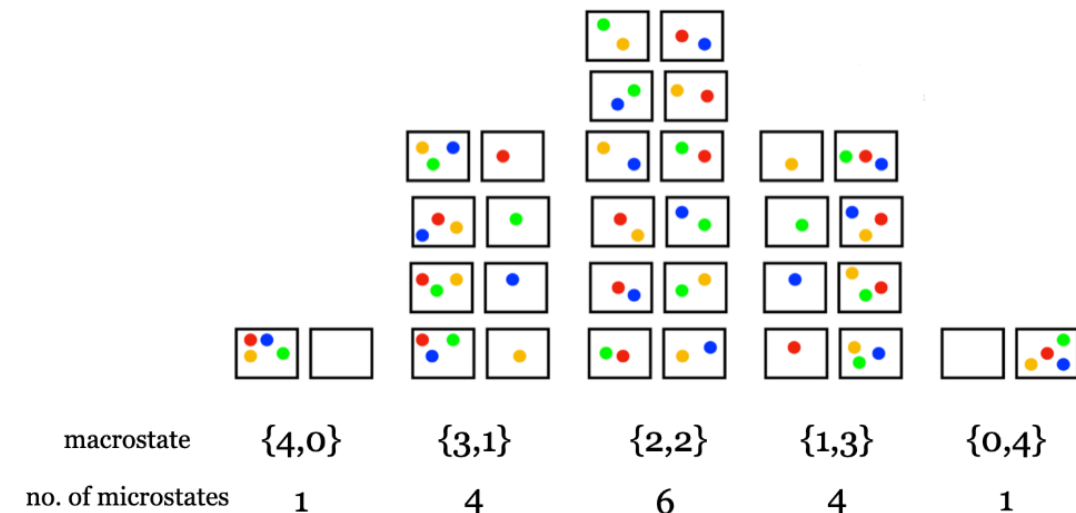 macrostate {4,0} {3,1} {2,2} {1,3} {0,4}
no. of microstates 1 4 6 4 1